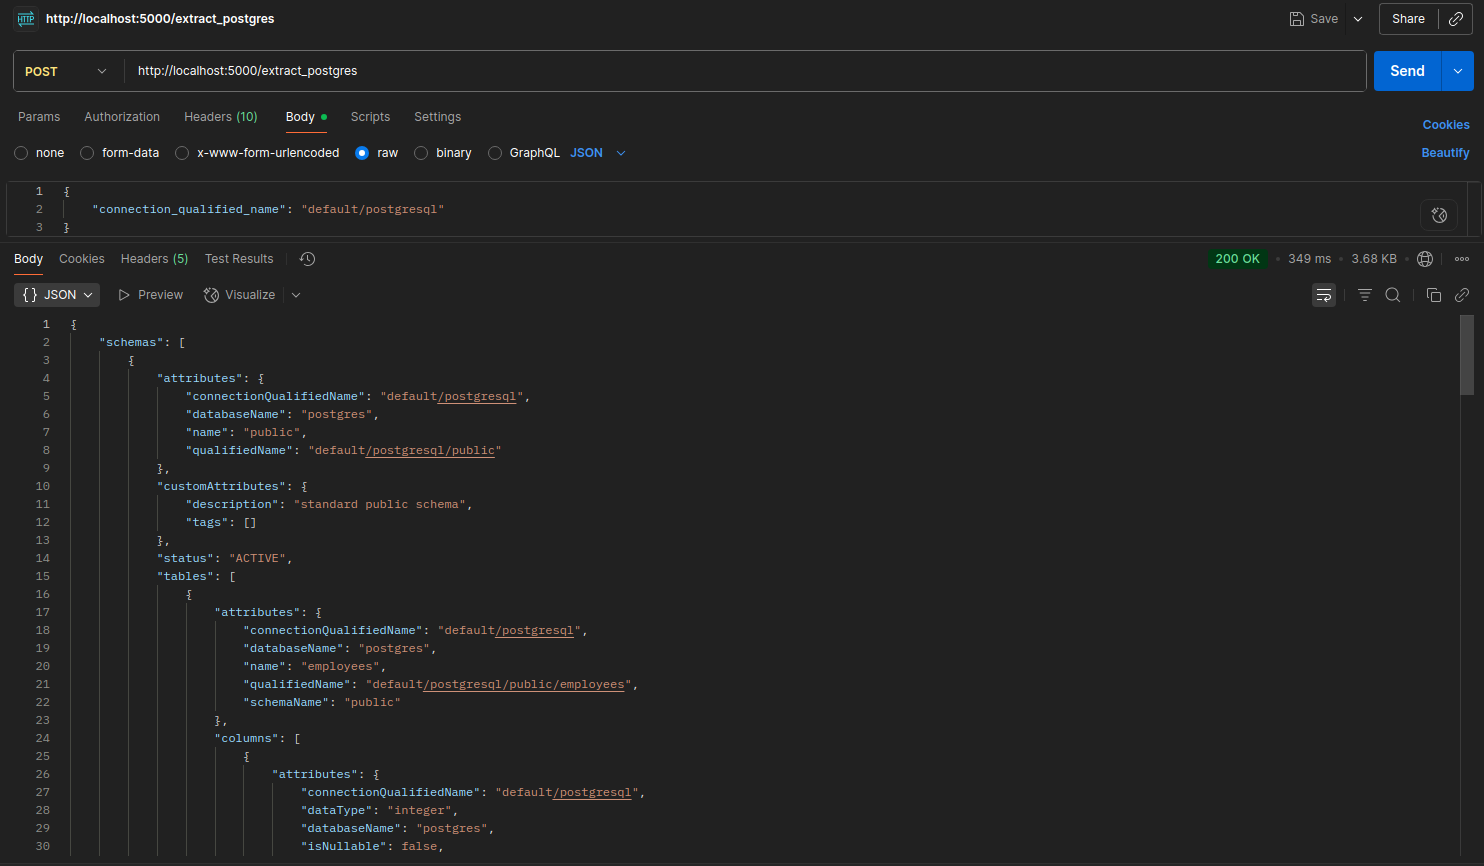 HTTP http://localhost:5000/extract_postgres Save Share
POST http://localhost:5000/extract_postgres Send
Params Authorization Headers (10) Body Scripts Settings Cookies
none form-data x-www-form-urlencoded raw binary GraphQL JSON Beautify
1 {
2 "connection_qualified_name": "default/postgresql"
3 }
Body Cookies Headers (5) Test Results 200 OK 349 ms 3.68 KB
{} JSON Preview Visualize
1 {
2 "schemas": [
3 {
4 "attributes": {
5 "connectionQualifiedName": "default/postgresql",
6 "databaseName": "postgres",
7 "name": "public",
8 "qualifiedName": "default/postgresql/public"
9 },
10 "customAttributes": {
11 "description": "standard public schema",
12 "tags": []
13 },
14 "status": "ACTIVE",
15 "tables": [
16 {
17 "attributes": {
18 "connectionQualifiedName": "default/postgresql",
19 "databaseName": "postgres",
20 "name": "employees",
21 "qualifiedName": "default/postgresql/public/employees",
22 "schemaName": "public"
23 },
24 "columns": [
25 {
26 "attributes": {
27 "connectionQualifiedName": "default/postgresql",
28 "dataType": "integer",
29 "databaseName": "postgres",
30 "isNullable": false,